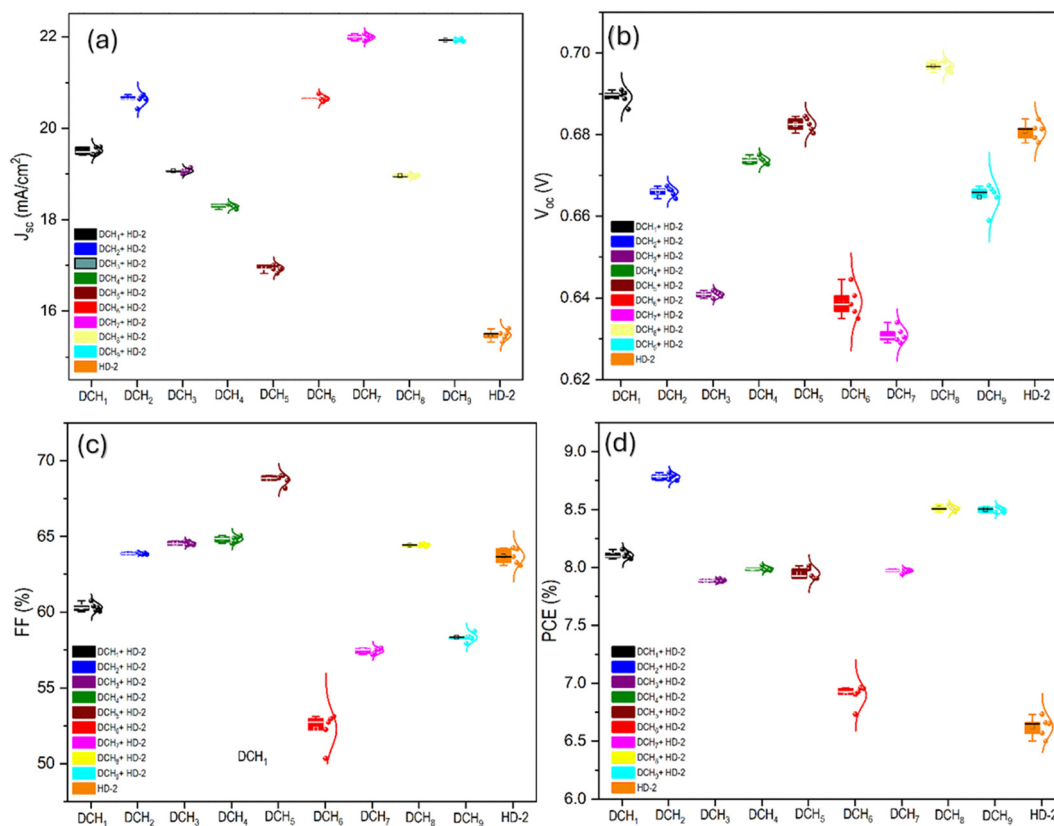 (a)
22
20
18
16
J_sc (mA/cm²)
DCH₁+ HD-2
DCH₂+ HD-2
DCH₃+ HD-2
DCH₄+ HD-2
DCH₅+ HD-2
DCH₆+ HD-2
DCH₇+ HD-2
DCH₈+ HD-2
DCH₉+ HD-2
HD-2
DCH₁ DCH₂ DCH₃ DCH₄ DCH₅ DCH₆ DCH₇ DCH₈ DCH₉ HD-2
(b)
0.70
0.68
0.66
0.64
0.62
V_oc (V)
DCH₁+ HD-2
DCH₂+ HD-2
DCH₃+ HD-2
DCH₄+ HD-2
DCH₅+ HD-2
DCH₆+ HD-2
DCH₇+ HD-2
DCH₈+ HD-2
DCH₉+ HD-2
HD-2
DCH₁ DCH₂ DCH₃ DCH₄ DCH₅ DCH₆ DCH₇ DCH₈ DCH₉ HD-2
(c)
70
65
60
55
50
FF (%)
DCH₁+ HD-2
DCH₂+ HD-2
DCH₃+ HD-2
DCH₄+ HD-2
DCH₅+ HD-2
DCH₆+ HD-2
DCH₇+ HD-2
DCH₈+ HD-2
DCH₉+ HD-2
HD-2
DCH₁
DCH₁ DCH₂ DCH₃ DCH₄ DCH₅ DCH₆ DCH₇ DCH₈ DCH₉ HD-2
(d)
9.0
8.5
8.0
7.5
7.0
6.5
6.0
PCE (%)
DCH₁+ HD-2
DCH₂+ HD-2
DCH₃+ HD-2
DCH₄+ HD-2
DCH₅+ HD-2
DCH₆+ HD-2
DCH₇+ HD-2
DCH₈+ HD-2
DCH₉+ HD-2
HD-2
DCH₁ DCH₂ DCH₃ DCH₄ DCH₅ DCH₆ DCH₇ DCH₈ DCH₉ HD-2